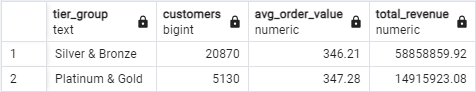 tier_group customers avg_order_value total_revenue
text bigint numeric numeric
1 Silver & Bronze 20870 346.21 58858859.92
2 Platinum & Gold 5130 347.28 14915923.08